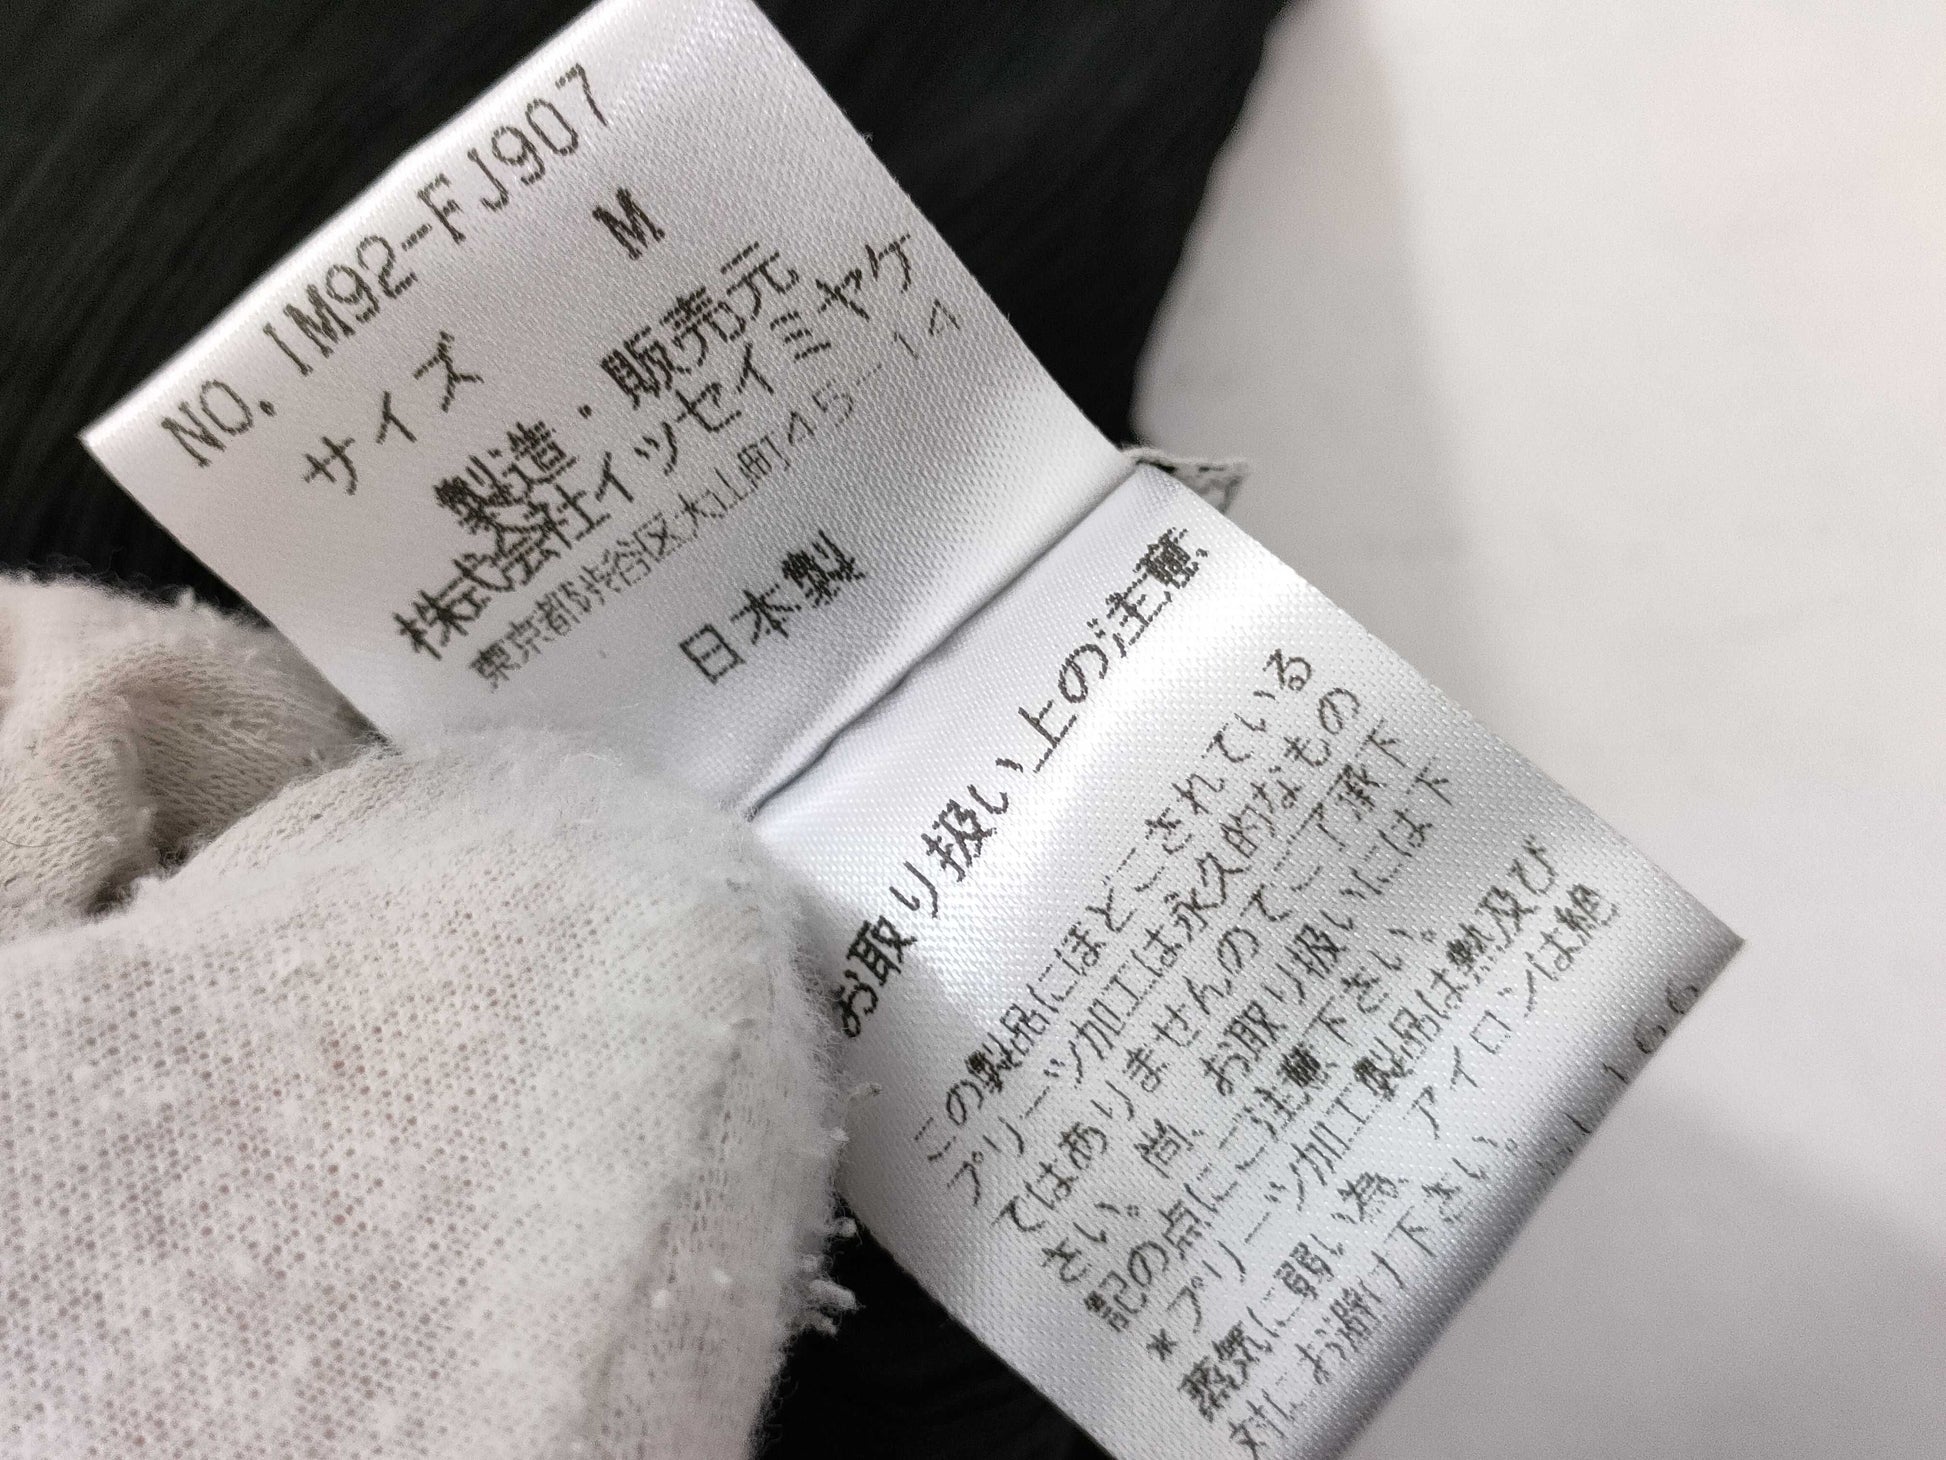 NO. IM92-FJ907
サイズ M
製造・販売元
株式会社イッセイミヤケ
東京都渋谷区大山町45-14
日本製
お取り扱い上の注意
この製品にほどこされている
プリーツ加工は永久的なもの
ではありませんのでご了承下
さい。尚、お取り扱いには下
記の点にご注意下さい。
*プリーツ加工製品は熱及び
蒸気に弱い為、アイロンは絶
対にお避け下さい。